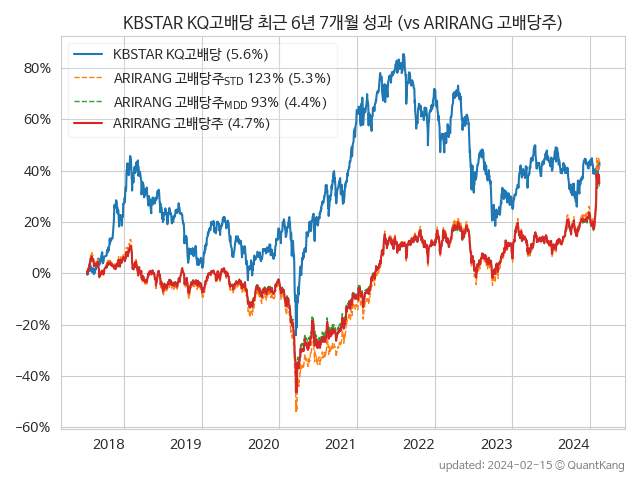 KBSTAR KQ고배당 최근 6년 7개월 성과 (vs ARIRANG 고배당주)
KBSTAR KQ고배당 (5.6%)
ARIRANG 고배당주STD 123% (5.3%)
ARIRANG 고배당주MDD 93% (4.4%)
ARIRANG 고배당주 (4.7%)
80%
60%
40%
20%
0%
−20%
−40%
−60%
2018 2019 2020 2021 2022 2023 2024
updated: 2024-02-15 ⓒ QuantKang